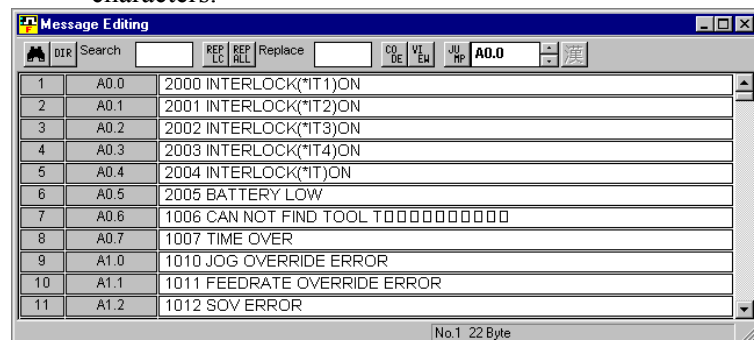 characters.
Message Editing
DIR Search REP LC REP ALL Replace CO DE VI EW JU MP A0.0 漢
1 A0.0 2000 INTERLOCK(*IT1)ON
2 A0.1 2001 INTERLOCK(*IT2)ON
3 A0.2 2002 INTERLOCK(*IT3)ON
4 A0.3 2003 INTERLOCK(*IT4)ON
5 A0.4 2004 INTERLOCK(*IT)ON
6 A0.5 2005 BATTERY LOW
7 A0.6 1006 CAN NOT FIND TOOL T▯▯▯▯▯▯▯▯▯▯▯
8 A0.7 1007 TIME OVER
9 A1.0 1010 JOG OVERRIDE ERROR
10 A1.1 1011 FEEDRATE OVERRIDE ERROR
11 A1.2 1012 SOV ERROR
No.1 22 Byte